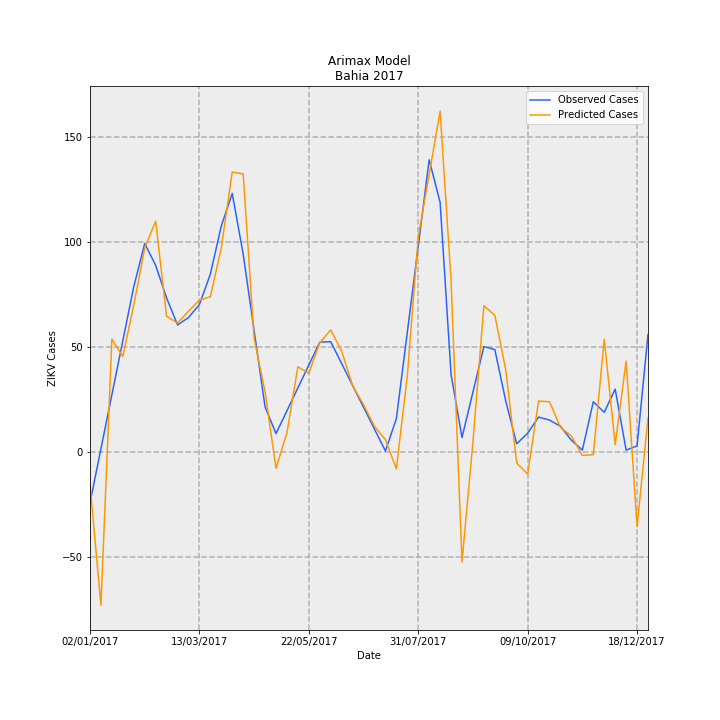 Arimax Model
Bahia 2017
Observed Cases
Predicted Cases
150
100
50
0
−50
ZIKV Cases
02/01/2017 13/03/2017 22/05/2017 31/07/2017 09/10/2017 18/12/2017
Date